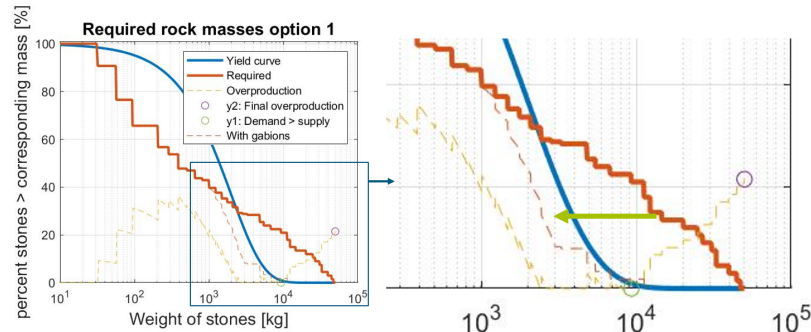 Required rock masses option 1
percent stones > corresponding mass [%]
100
80
60
40
20
0
Yield curve
Required
Overproduction
y2: Final overproduction
y1: Demand > supply
With gabions
10^1
10^2
10^3
10^4
10^5
Weight of stones [kg]
10^3
10^4
10^5